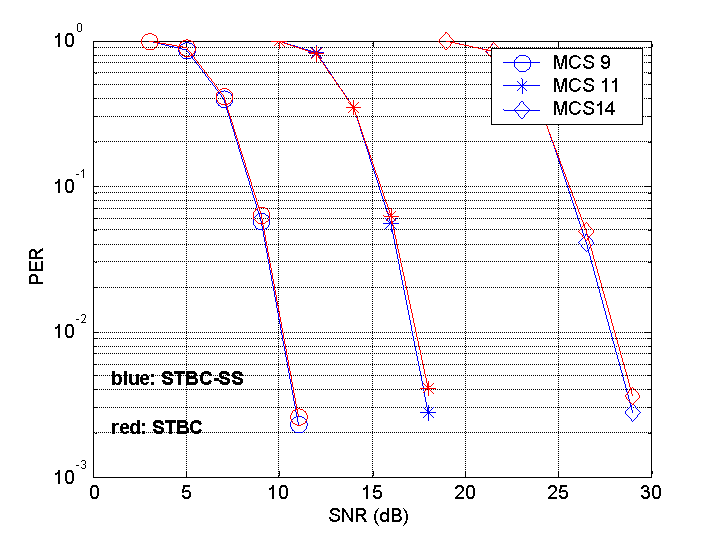 10^0
10^-1
10^-2
10^-3
PER
MCS 9
MCS 11
MCS14
blue: STBC-SS
red: STBC
0 5 10 15 20 25 30
SNR (dB)